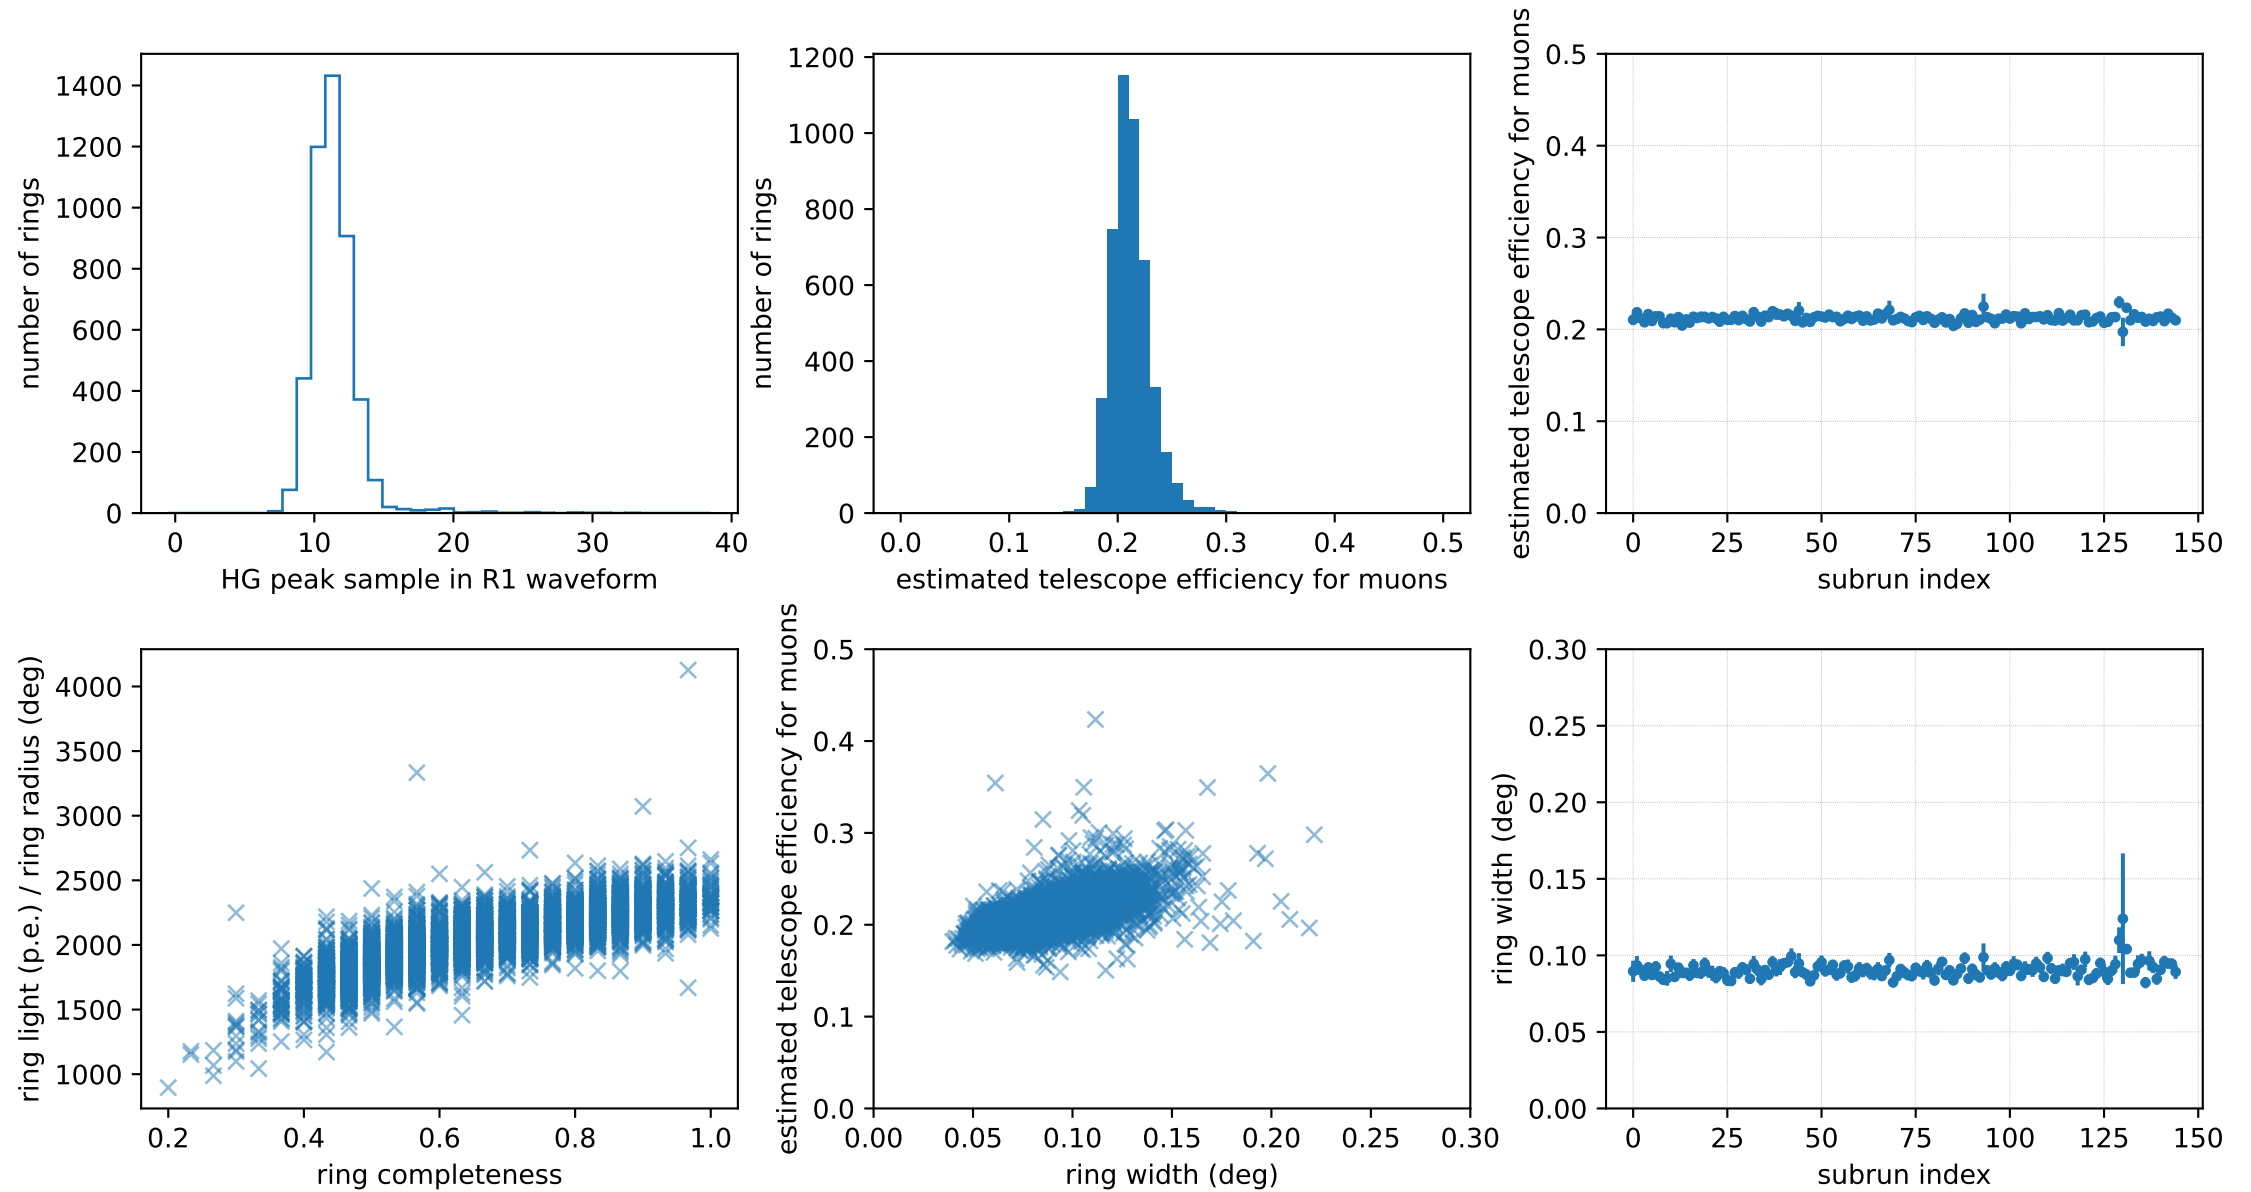 number of rings
1400
1200
1000
800
600
400
200
0
0 10 20 30 40
HG peak sample in R1 waveform
number of rings
1200
1000
800
600
400
200
0
0.0 0.1 0.2 0.3 0.4 0.5
estimated telescope efficiency for muons
estimated telescope efficiency for muons
0.5
0.4
0.3
0.2
0.1
0.0
0 25 50 75 100 125 150
subrun index
ring light (p.e.) / ring radius (deg)
4000
3500
3000
2500
2000
1500
1000
0.2 0.4 0.6 0.8 1.0
ring completeness
estimated telescope efficiency for muons
0.5
0.4
0.3
0.2
0.1
0.0
0.00 0.05 0.10 0.15 0.20 0.25 0.30
ring width (deg)
ring width (deg)
0.30
0.25
0.20
0.15
0.10
0.05
0.00
0 25 50 75 100 125 150
subrun index